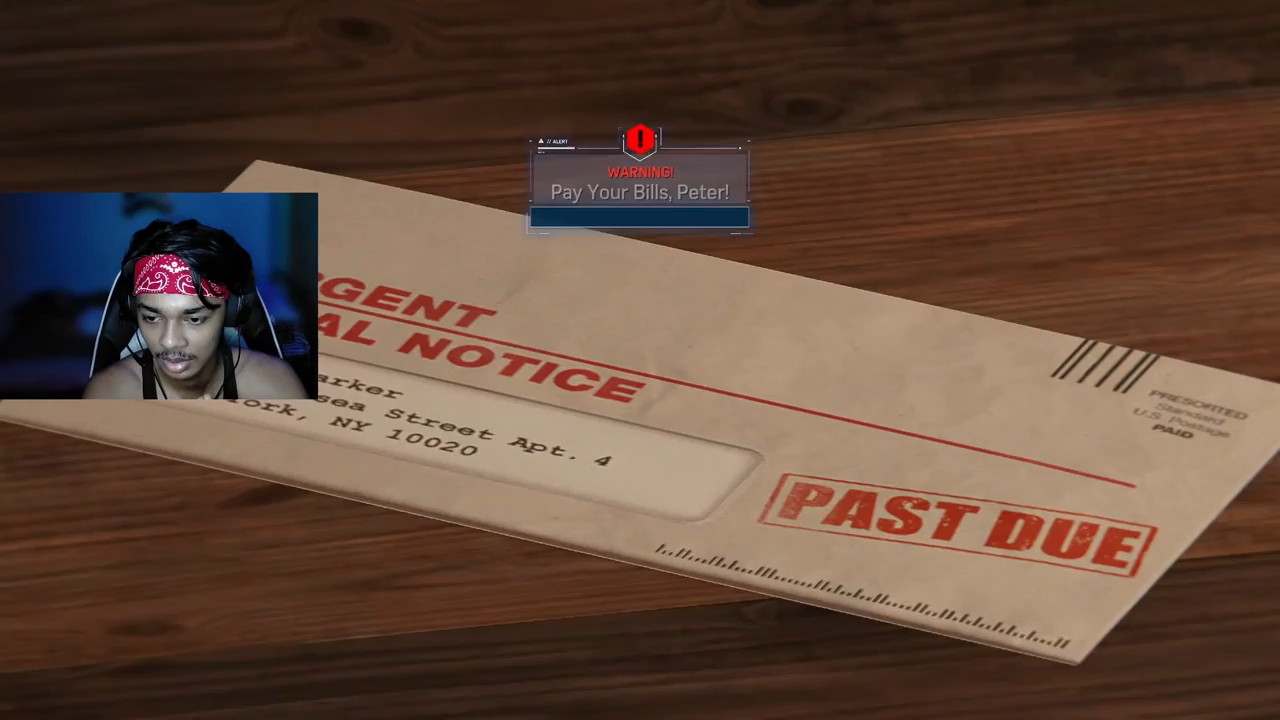 // ALERT
WARNING!
Pay Your Bills, Peter!
GENT
AL NOTICE
arker
sea Street Apt. 4
York, NY 10020
PRESORTED
Standard
U.S. Postage
PAID
PAST DUE